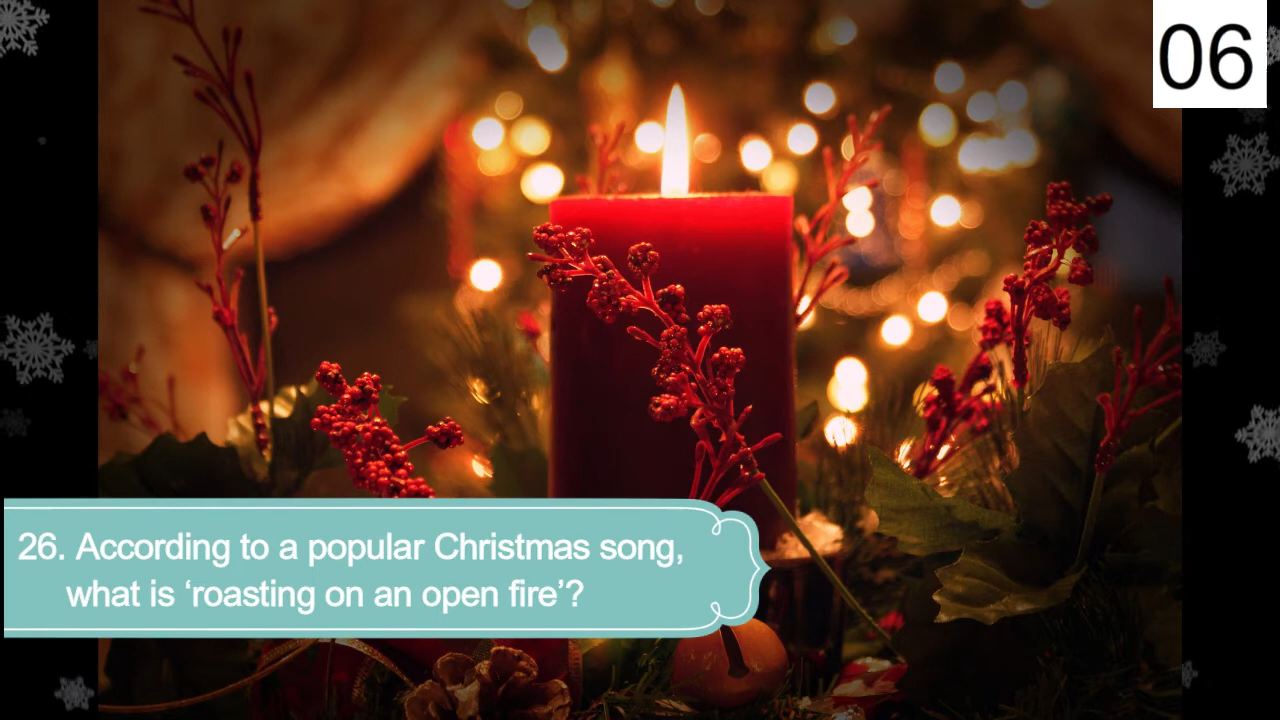 06
26. According to a popular Christmas song,
what is ‘roasting on an open fire’?